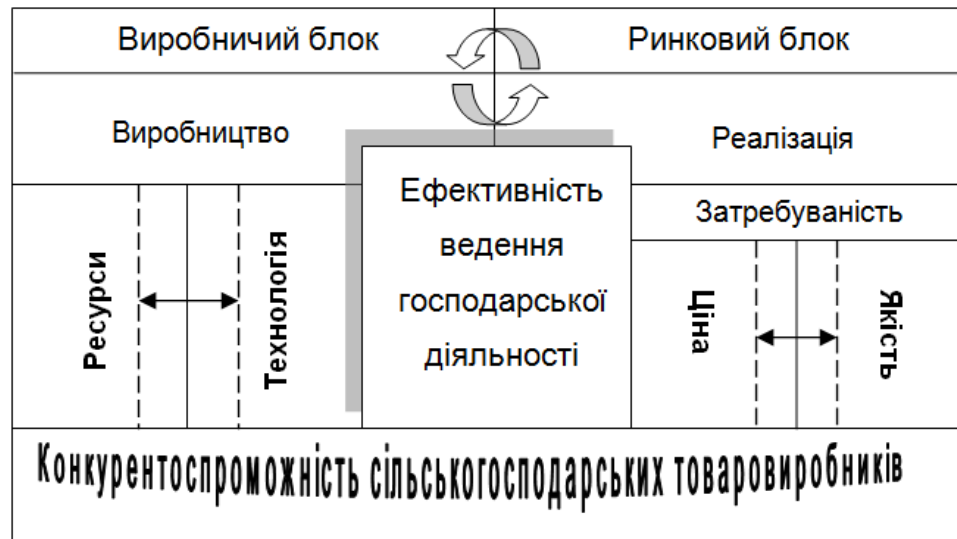 Виробничий блок
Ринковий блок
Виробництво
Реалізація
Ефективність
ведення
господарської
діяльності
Затребуваність
Ресурси
Технологія
Ціна
Якість
Конкурентоспроможність сільськогосподарських товаровиробників